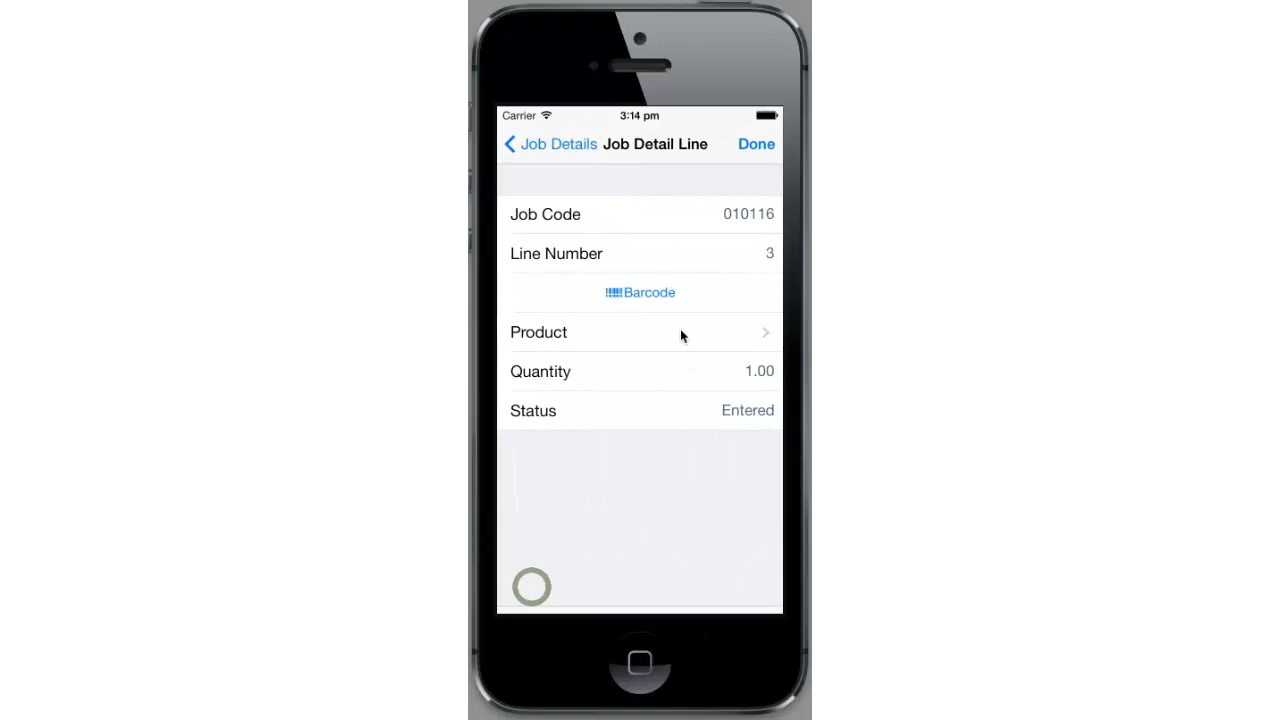 Carrier 3:14 pm
Job Details Job Detail Line Done
Job Code 010116
Line Number 3
Barcode
Product
Quantity 1.00
Status Entered